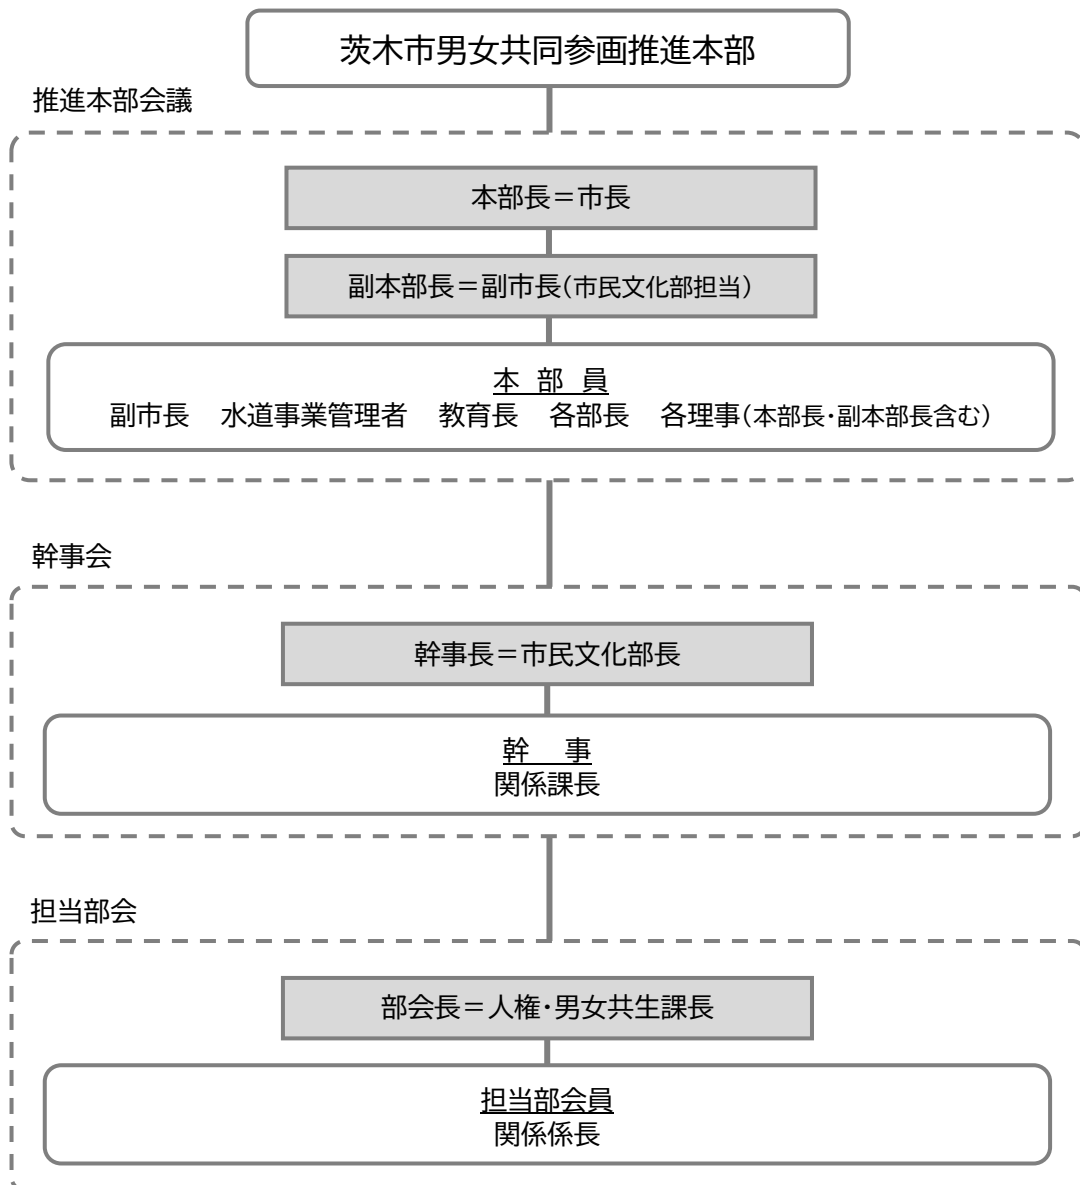 茨木市男女共同参画推進本部
推進本部会議
本部長＝市長
副本部長＝副市長（市民文化部担当）
本 部 員
副市長　水道事業管理者　教育長　各部長　各理事（本部長・副本部長含む）
幹事会
幹事長＝市民文化部長
幹　事
関係課長
担当部会
部会長＝人権・男女共生課長
担当部会員
関係係長